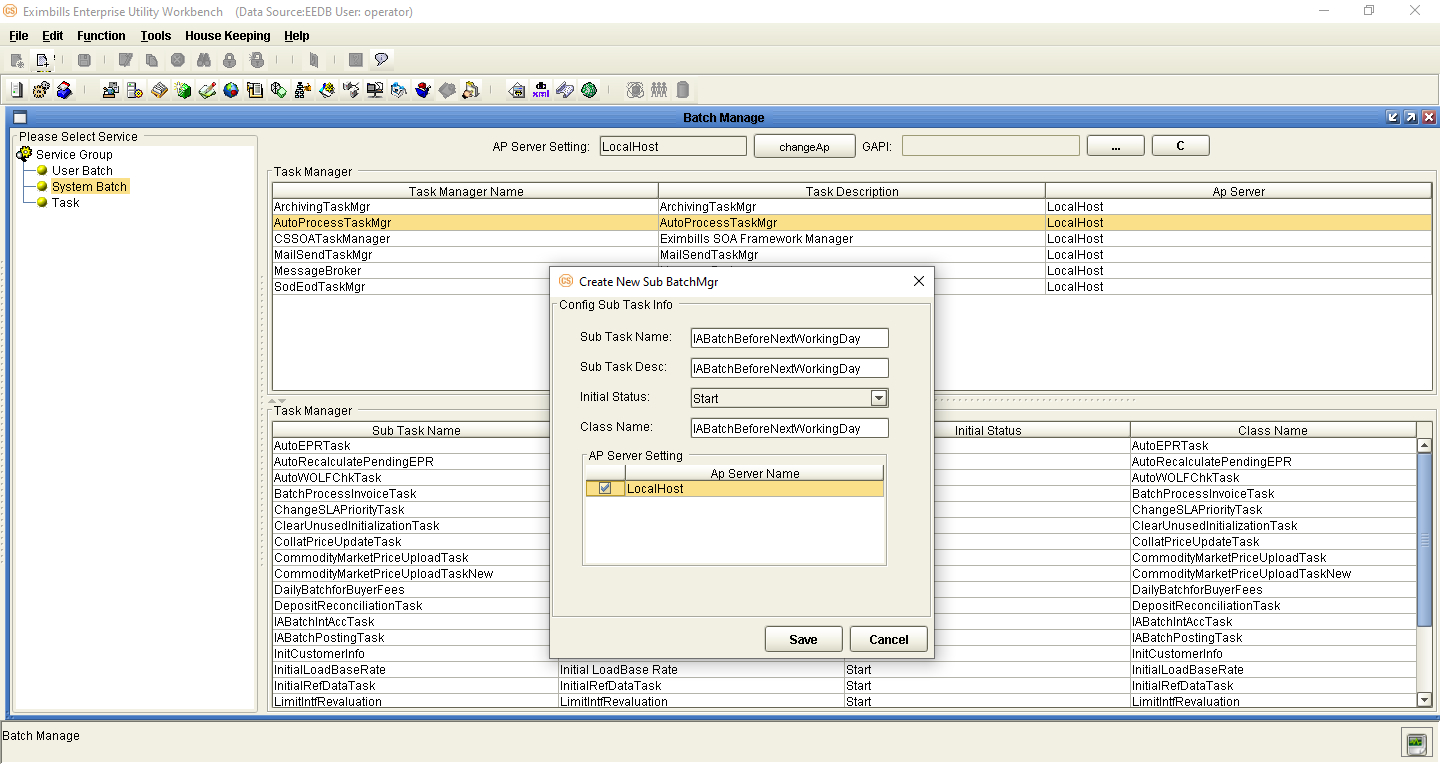 CS Eximbills Enterprise Utility Workbench (Data Source:EEDB User: operator)
File Edit Function Tools House Keeping Help
Batch Manage
Please Select Service
Service Group
User Batch
System Batch
Task
AP Server Setting: LocalHost changeAp GAPI: ... C
Task Manager
Task Manager Name Task Description Ap Server
ArchivingTaskMgr ArchivingTaskMgr LocalHost
AutoProcessTaskMgr AutoProcessTaskMgr LocalHost
CSSOATaskManager Eximbills SOA Framework Manager LocalHost
MailSendTaskMgr MailSendTaskMgr LocalHost
MessageBroker LocalHost
SodEodTaskMgr LocalHost
CS Create New Sub BatchMgr
Config Sub Task Info
Sub Task Name: IABatchBeforeNextWorkingDay
Sub Task Desc: IABatchBeforeNextWorkingDay
Initial Status: Start
Class Name: IABatchBeforeNextWorkingDay
AP Server Setting
Ap Server Name
LocalHost
Save Cancel
Task Manager
Sub Task Name Initial Status Class Name
AutoEPRTask AutoEPRTask
AutoRecalculatePendingEPR AutoRecalculatePendingEPR
AutoWOLFChkTask AutoWOLFChkTask
BatchProcessInvoiceTask BatchProcessInvoiceTask
ChangeSLAPriorityTask ChangeSLAPriorityTask
ClearUnusedInitializationTask ClearUnusedInitializationTask
CollatPriceUpdateTask CollatPriceUpdateTask
CommodityMarketPriceUploadTask CommodityMarketPriceUploadTask
CommodityMarketPriceUploadTaskNew CommodityMarketPriceUploadTaskNew
DailyBatchforBuyerFees DailyBatchforBuyerFees
DepositReconciliationTask DepositReconciliationTask
IABatchIntAccTask IABatchIntAccTask
IABatchPostingTask IABatchPostingTask
InitCustomerInfo InitCustomerInfo
InitialLoadBaseRate Initial LoadBase Rate Start InitialLoadBaseRate
InitialRefDataTask InitialRefDataTask Start InitialRefDataTask
LimitIntfRevaluation LimitIntfRevaluation Start LimitIntfRevaluation
Batch Manage